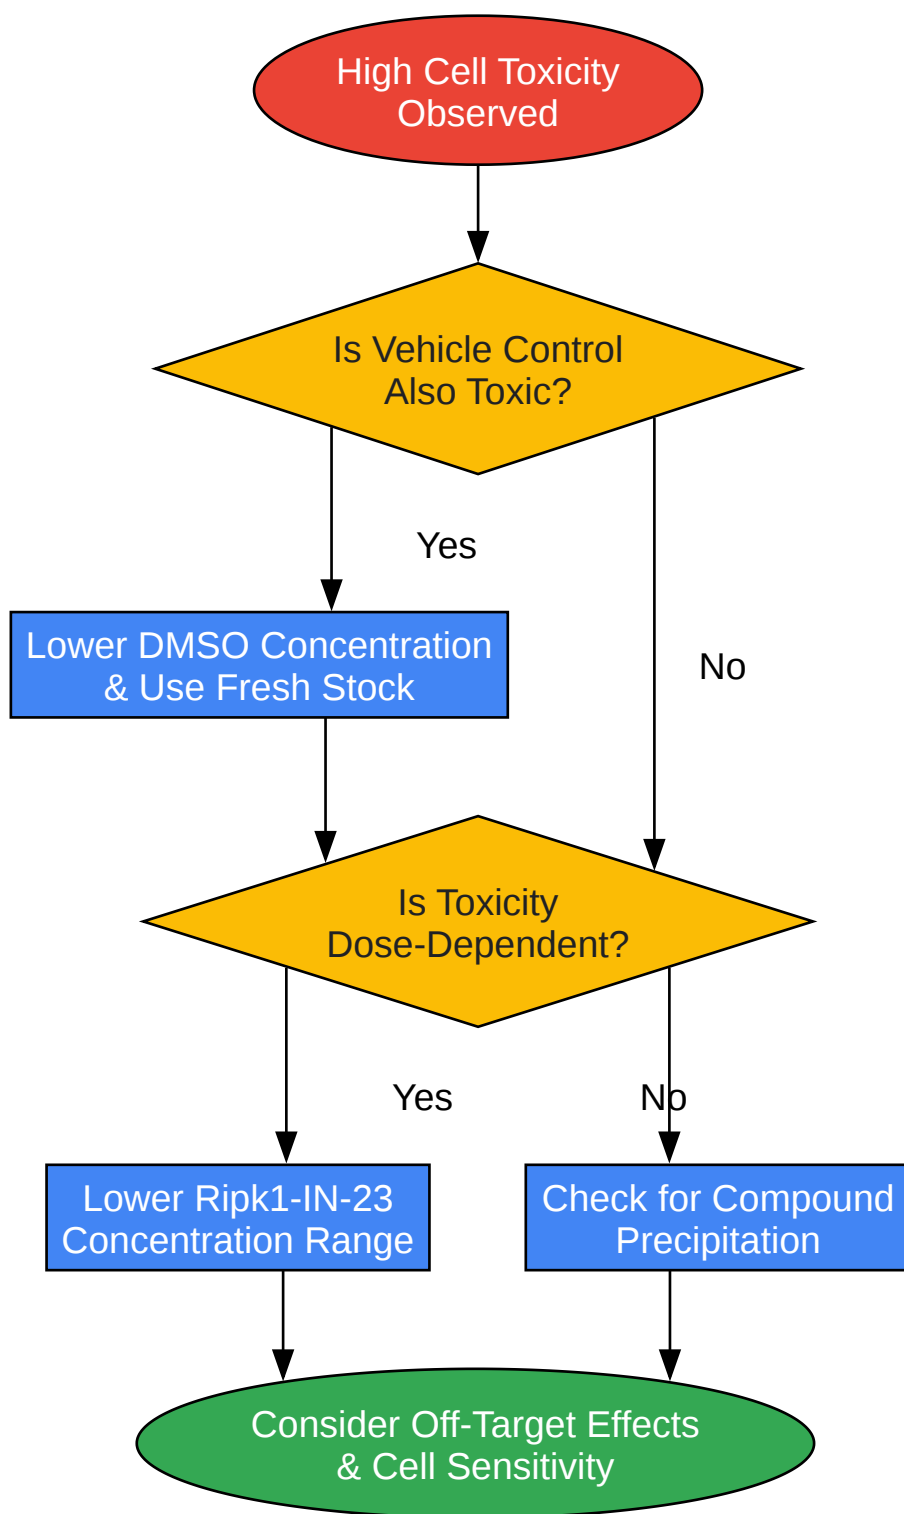 High Cell Toxicity
Observed
Is Vehicle Control
Also Toxic?
Yes
Lower DMSO Concentration
& Use Fresh Stock
No
Is Toxicity
Dose-Dependent?
Yes
No
Lower Ripk1-IN-23
Concentration Range
Check for Compound
Precipitation
Consider Off-Target Effects
& Cell Sensitivity